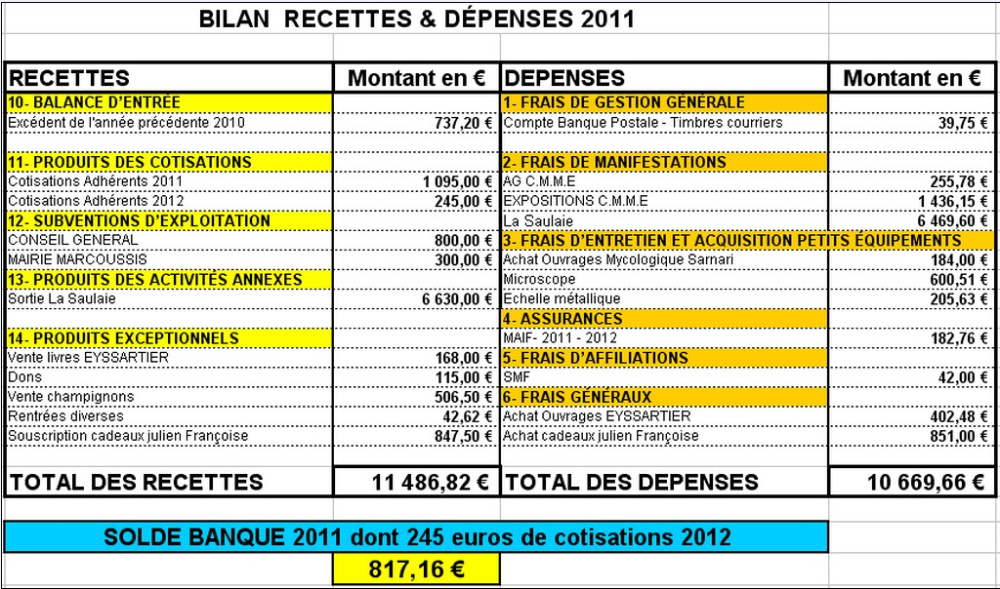 BILAN RECETTES & DÉPENSES 2011
RECETTES Montant en € DEPENSES Montant en €
10- BALANCE D'ENTRÉE 1- FRAIS DE GESTION GÉNÉRALE
Excédent de l'année précédente 2010 737,20 € Compte Banque Postale - Timbres courriers 39,75 €
11- PRODUITS DES COTISATIONS 2- FRAIS DE MANIFESTATIONS
Cotisations Adhérents 2011 1 095,00 € AG C.M.M.E 255,78 €
Cotisations Adhérents 2012 245,00 € EXPOSITIONS C.M.M.E 1 436,15 €
12- SUBVENTIONS D'EXPLOITATION La Saulaie 6 469,60 €
CONSEIL GENERAL 800,00 € 3- FRAIS D'ENTRETIEN ET ACQUISITION PETITS ÉQUIPEMENTS
MAIRIE MARCOUSSIS 300,00 € Achat Ouvrages Mycologique Sarnari 184,00 €
13- PRODUITS DES ACTIVITÉS ANNEXES Microscope 600,51 €
Sortie La Saulaie 6 630,00 € Echelle métallique 205,63 €
4- ASSURANCES
14- PRODUITS EXCEPTIONNELS MAIF- 2011 - 2012 182,76 €
Vente livres EYSSARTIER 168,00 € 5- FRAIS D'AFFILIATIONS
Dons 115,00 € SMF 42,00 €
Vente champignons 506,50 € 6- FRAIS GÉNÉRAUX
Rentrées diverses 42,62 € Achat Ouvrages EYSSARTIER 402,48 €
Souscription cadeaux julien Françoise 847,50 € Achat cadeaux julien Françoise 851,00 €
TOTAL DES RECETTES 11 486,82 € TOTAL DES DEPENSES 10 669,66 €
SOLDE BANQUE 2011 dont 245 euros de cotisations 2012
817,16 €